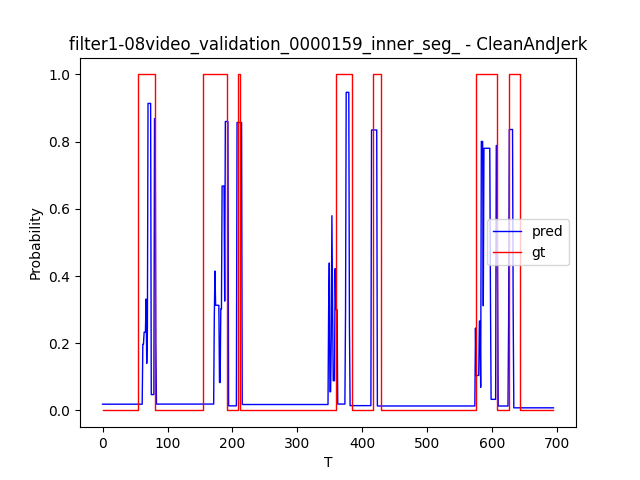 filter1-08video_validation_0000159_inner_seg_ - CleanAndJerk
1.0
0.8
0.6
0.4
0.2
0.0
Probability
pred
gt
0 100 200 300 400 500 600 700
T